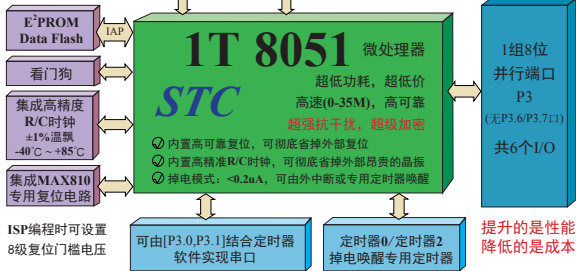 E²PROM
Data Flash
IAP
看门狗
集成高精度
R/C时钟
±1%温飘
-40℃ ~ +85℃
集成MAX810
专用复位电路
ISP编程时可设置
8级复位门槛电压
1T 8051 微处理器
STC
超低功耗，超低价
高速(0-35M)，高可靠
超强抗干扰，超级加密
内置高可靠复位，可彻底省掉外部复位
内置高精准R/C时钟，可彻底省掉外部昂贵的晶振
掉电模式：<0.2uA，可由外中断或专用定时器唤醒
可由[P3.0,P3.1]结合定时器
软件实现串口
定时器0/定时器2
掉电唤醒专用定时器
1组8位
并行端口
P3
(无P3.6/P3.7口)
共6个I/O
提升的是性能
降低的是成本